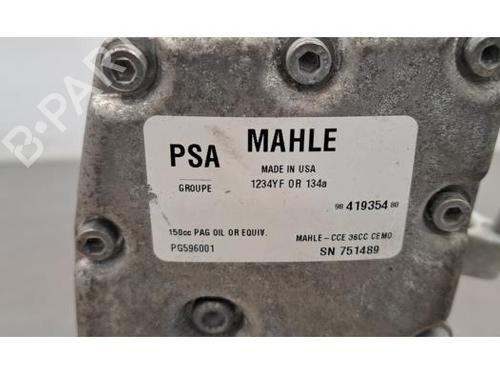 PSA MAHLE
GROUPE
MADE IN USA
1234YF OR 134a
98 419354 80
150cc PAG OIL OR EQUIV.
PG596001
MAHLE - CCE 36CC CEMO
SN 751489
B-PARTS